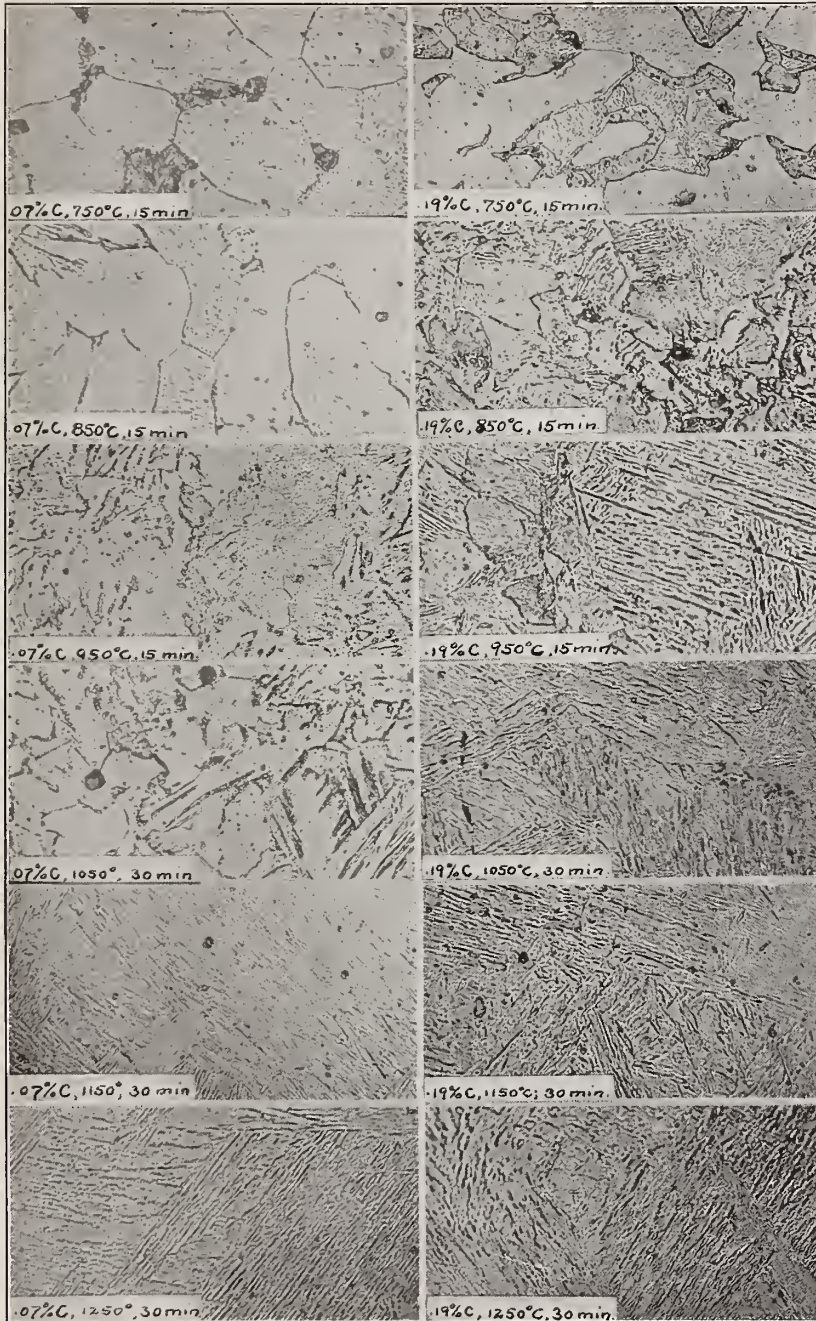 .07%C, 750°C, 15 min
.19%C, 750°C, 15 min.
.07%C, 850°C, 15 min.
.19%C, 850°C, 15 min.
.07%C, 950°C, 15 min.
.19%C, 950°C, 15 min.
.07%C, 1050°, 30 min
.19%C, 1050°C, 30 min.
.07%C, 1150°, 30 min
.19%C, 1150°C; 30 min.
.07%C, 1250°, 30 min.
.19%C, 1250°C, 30 min.